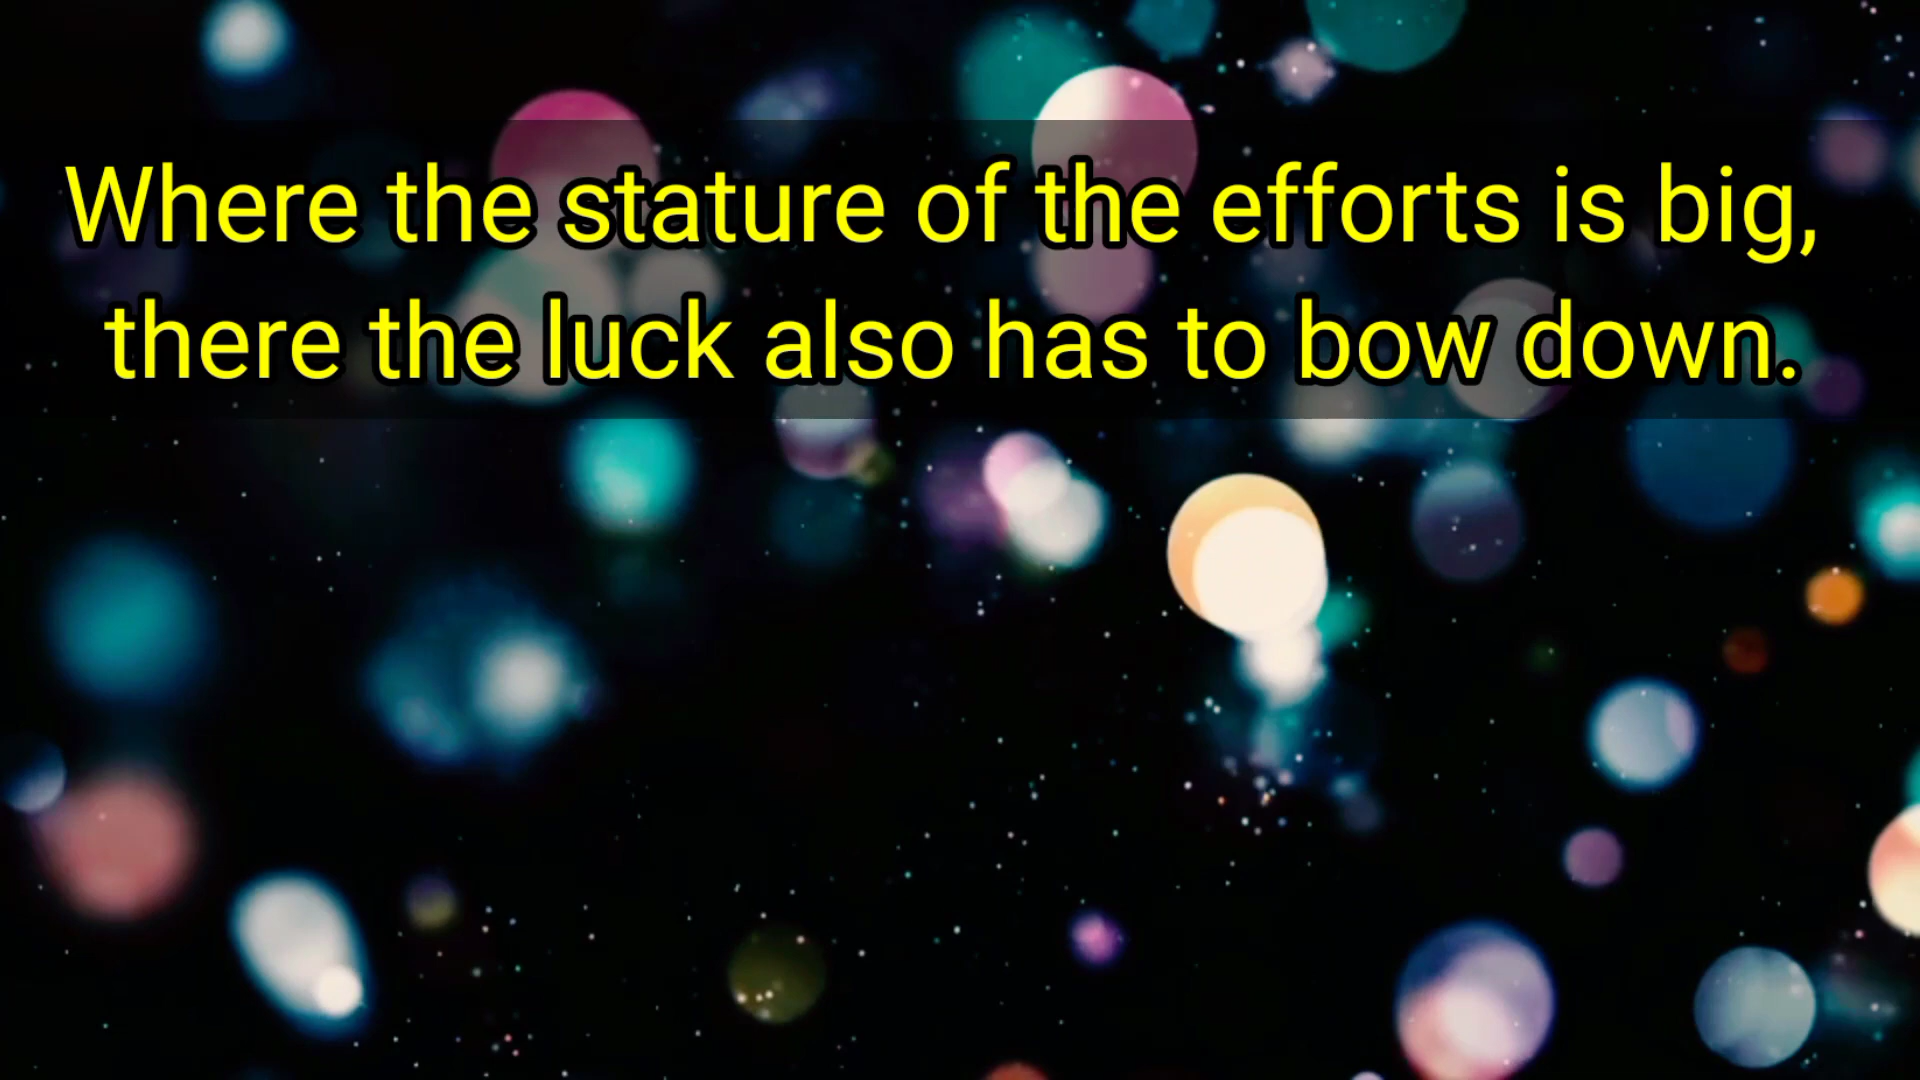 Where the stature of the efforts is big,
there the luck also has to bow down.